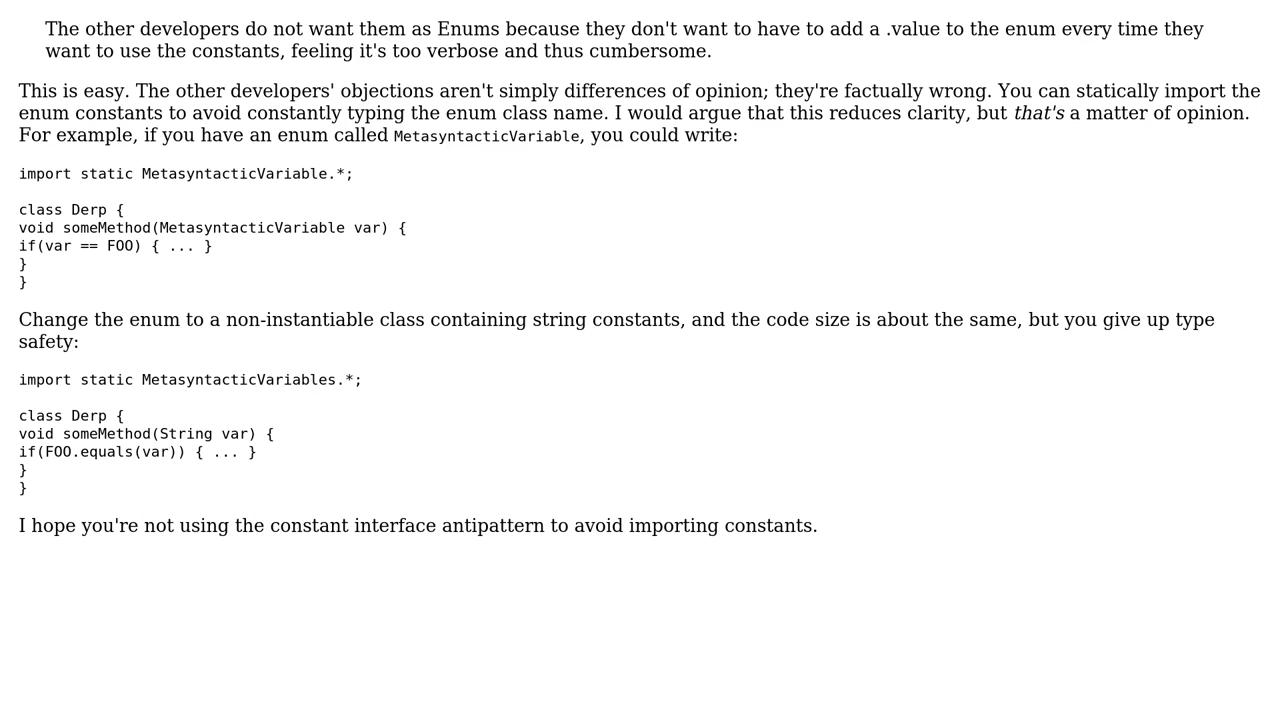 The other developers do not want them as Enums because they don't want to have to add a .value to the enum every time they
want to use the constants, feeling it's too verbose and thus cumbersome.
This is easy. The other developers' objections aren't simply differences of opinion; they're factually wrong. You can statically import the
enum constants to avoid constantly typing the enum class name. I would argue that this reduces clarity, but that's a matter of opinion.
For example, if you have an enum called MetasyntacticVariable, you could write:
import static MetasyntacticVariable.*;
class Derp {
void someMethod(MetasyntacticVariable var) {
if(var == FOO) { ... }
}
}
Change the enum to a non-instantiable class containing string constants, and the code size is about the same, but you give up type
safety:
import static MetasyntacticVariables.*;
class Derp {
void someMethod(String var) {
if(FOO.equals(var)) { ... }
}
}
I hope you're not using the constant interface antipattern to avoid importing constants.